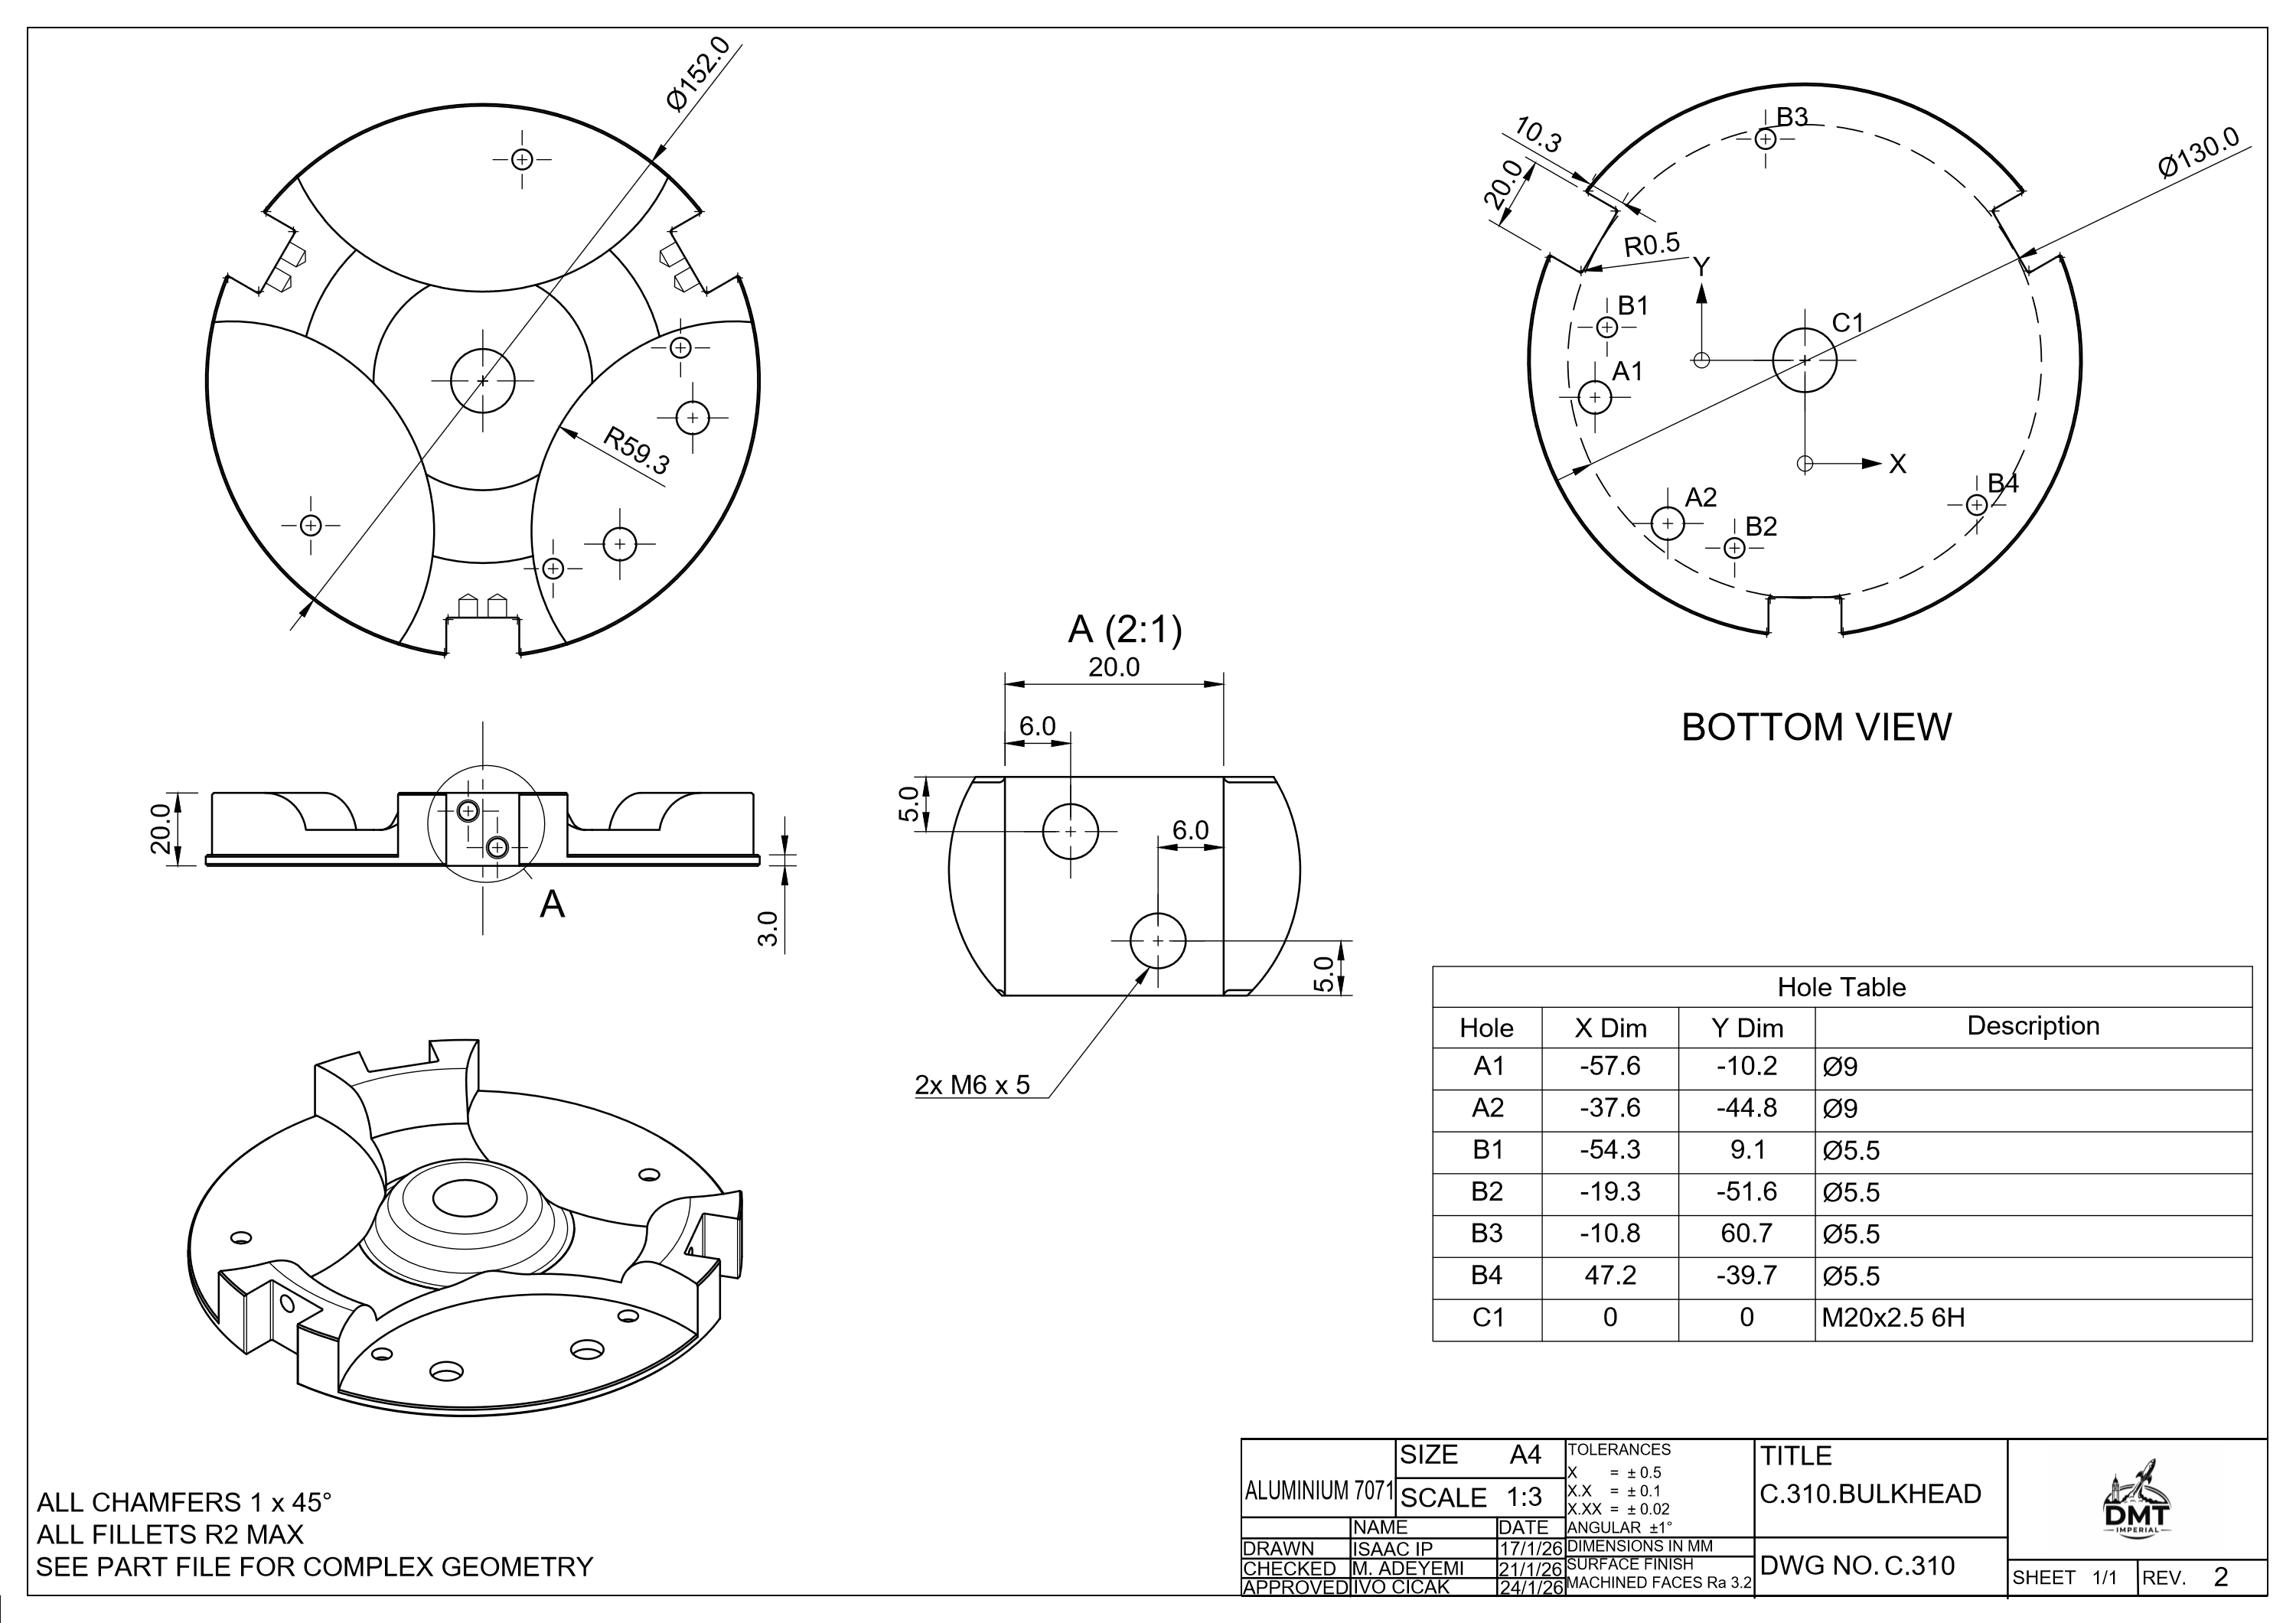 Ø152.0
R59.3
10.3
20.0
R0.5
Ø130.0
B3
Y
B1
C1
A1
X
A2
B2
B4
BOTTOM VIEW
20.0
3.0
A
A (2:1)
20.0
6.0
5.0
6.0
5.0
2x M6 x 5
Hole Table
Hole X Dim Y Dim Description
A1 -57.6 -10.2 Ø9
A2 -37.6 -44.8 Ø9
B1 -54.3 9.1 Ø5.5
B2 -19.3 -51.6 Ø5.5
B3 -10.8 60.7 Ø5.5
B4 47.2 -39.7 Ø5.5
C1 0 0 M20x2.5 6H
ALL CHAMFERS 1 x 45°
ALL FILLETS R2 MAX
SEE PART FILE FOR COMPLEX GEOMETRY
ALUMINIUM 7071
SIZE A4
SCALE 1:3
NAME DATE
DRAWN ISAAC IP 17/1/26
CHECKED M. ADEYEMI 21/1/26
APPROVED IVO CICAK 24/1/26
TOLERANCES
X = ± 0.5
X.X = ± 0.1
X.XX = ± 0.02
ANGULAR ±1°
DIMENSIONS IN MM
SURFACE FINISH
MACHINED FACES Ra 3.2
TITLE
C.310.BULKHEAD
DWG NO. C.310
DMT
IMPERIAL
SHEET 1/1 REV. 2